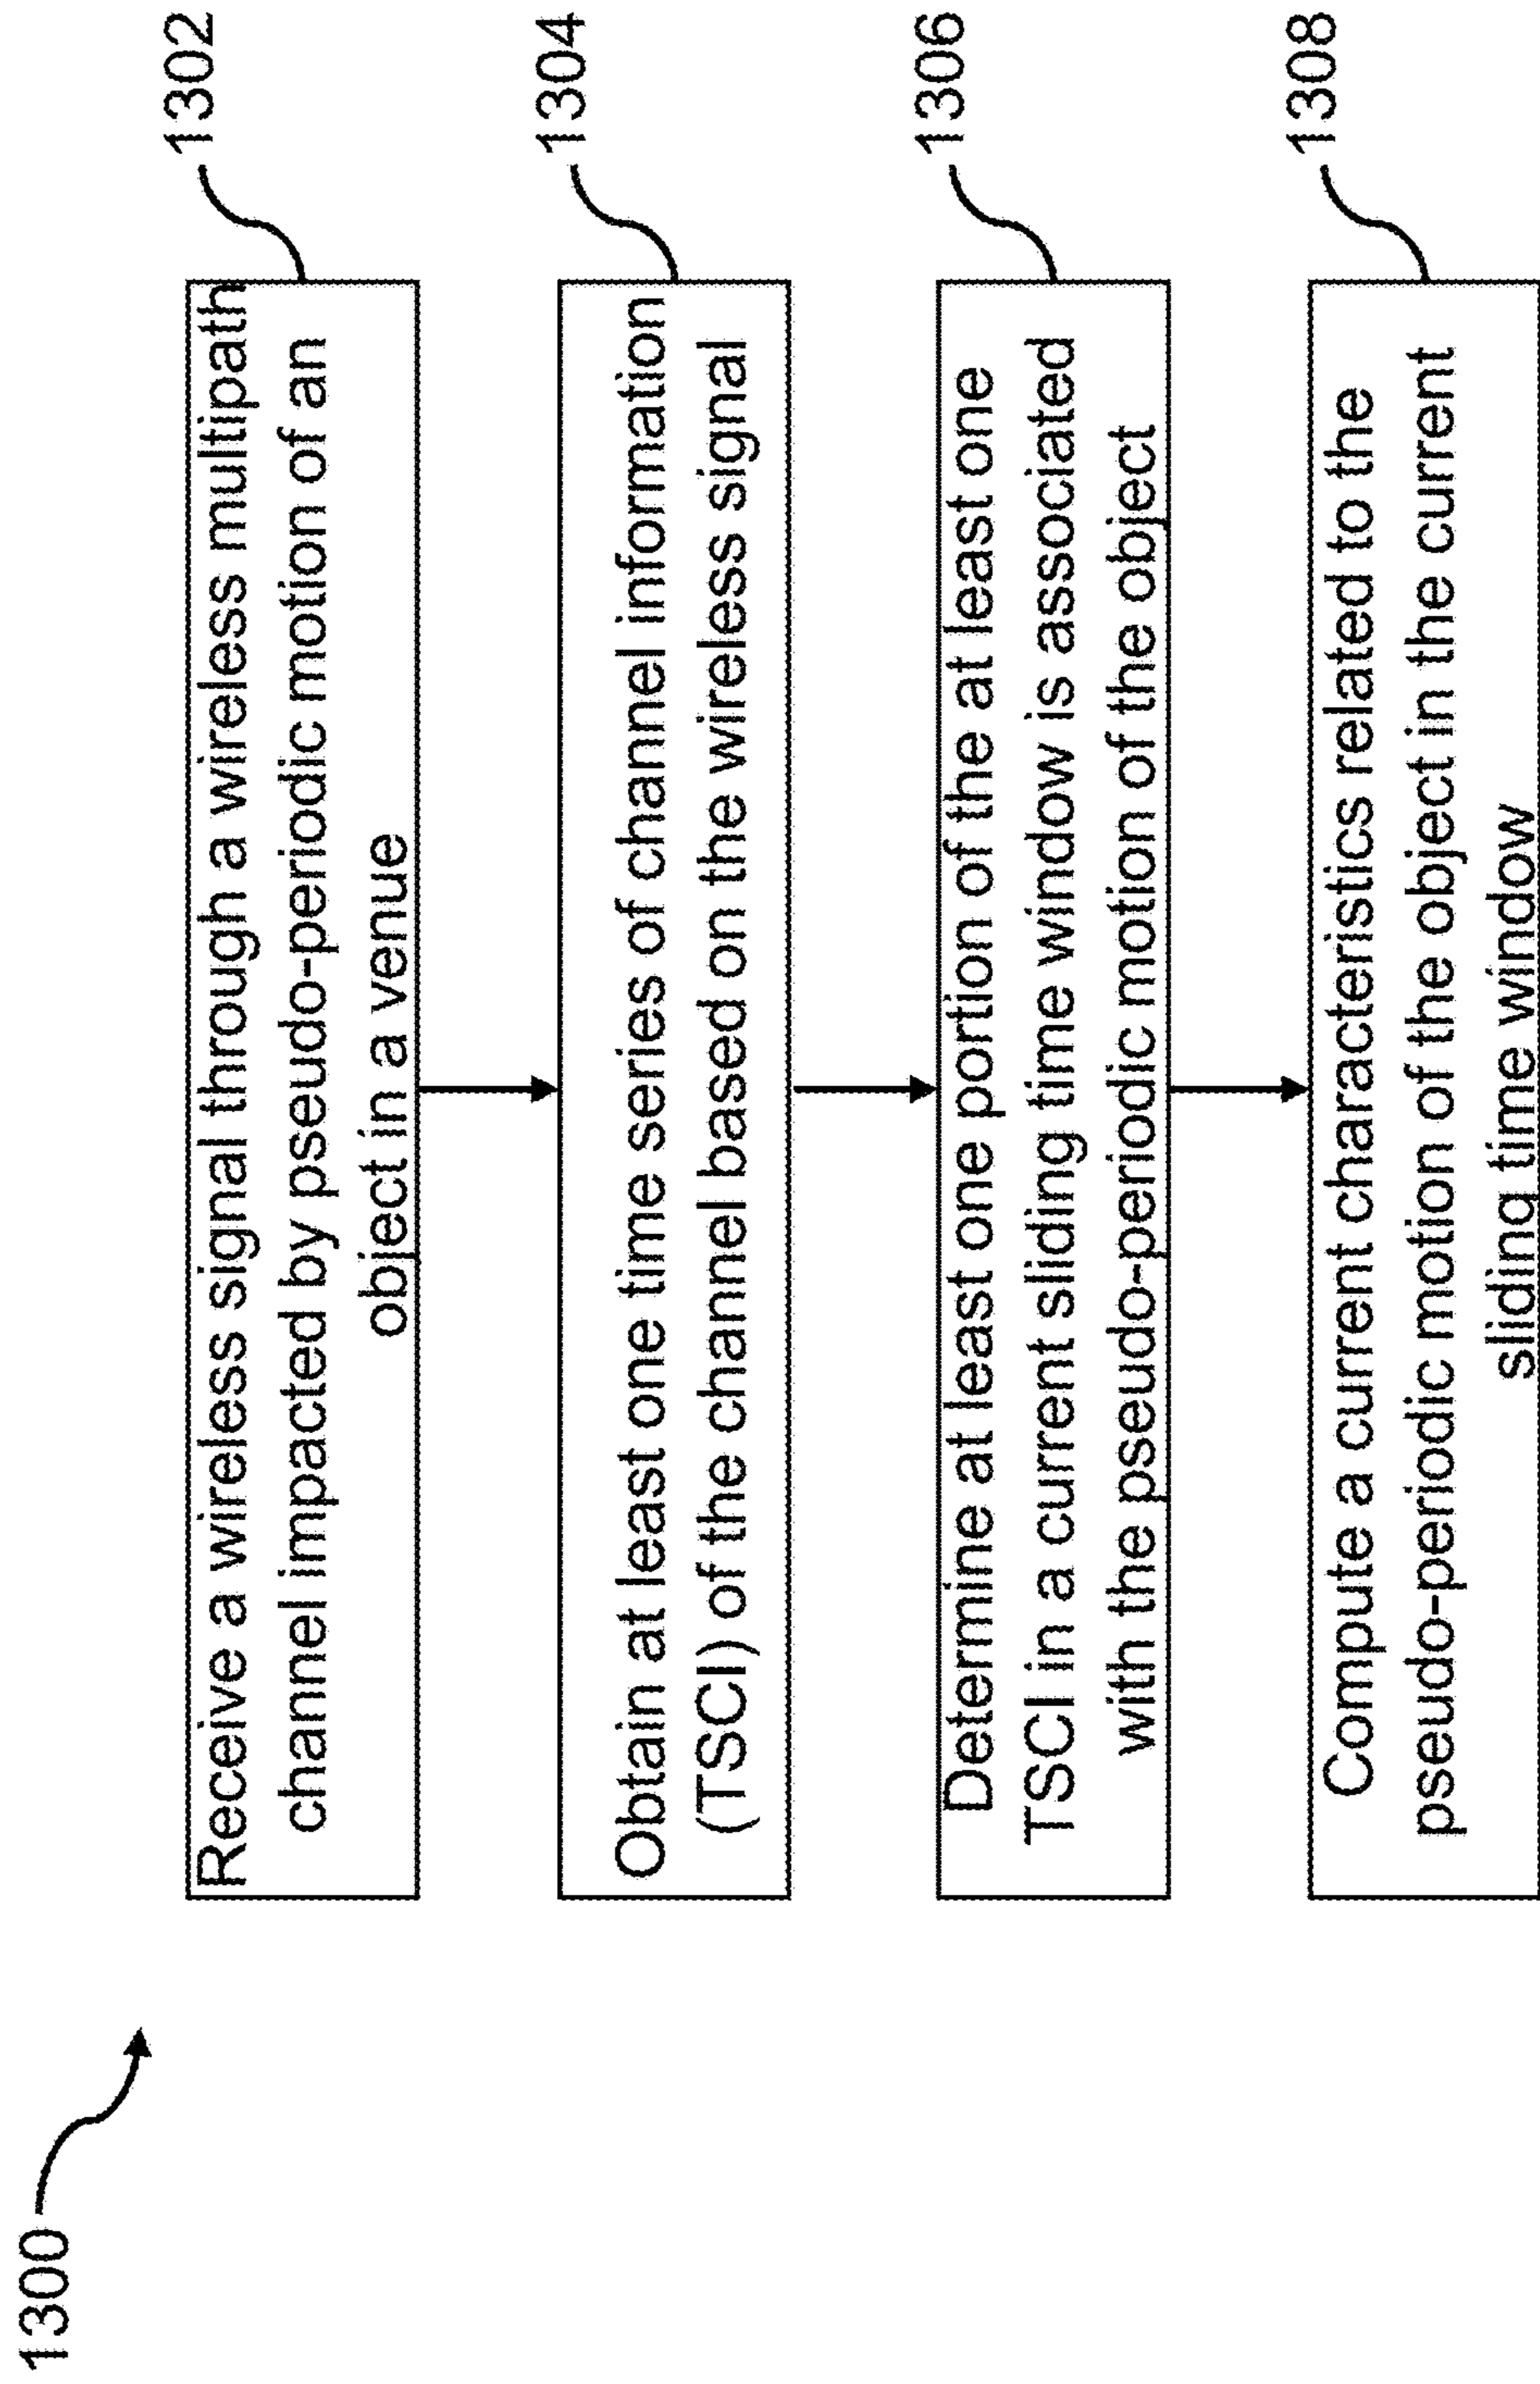 1300
Receive a wireless signal through a wireless multipath
channel impacted by pseudo-periodic motion of an
object in a venue
1302
Obtain at least one time series of channel information
(TSCI) of the channel based on the wireless signal
1304
Determine at least one portion of the at least one
TSCI in a current sliding time window is associated
with the pseudo-periodic motion of the object
1306
Compute a current characteristics related to the
pseudo-periodic motion of the object in the current
sliding time window
1308